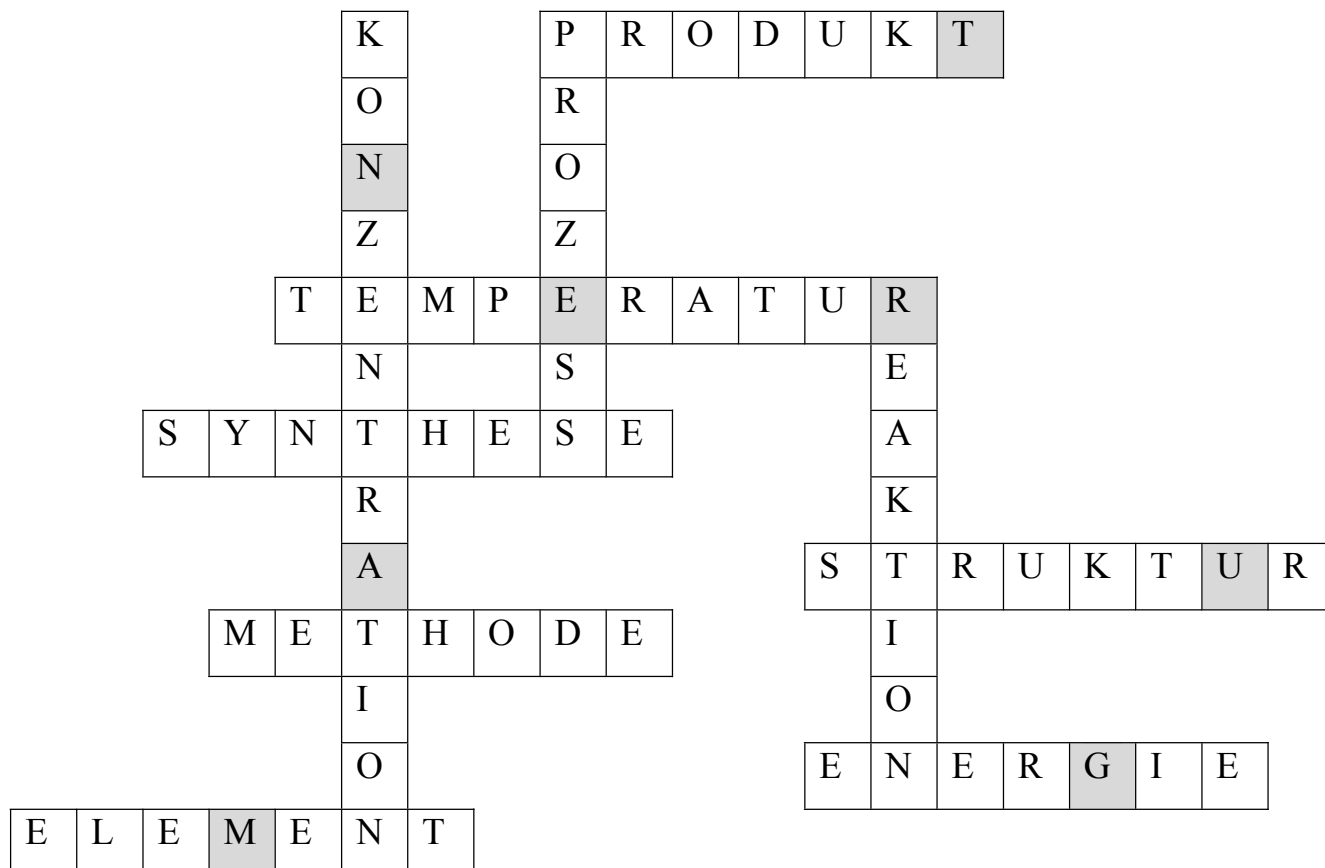 K P R O D U K T
O R
N O
Z Z
T E M P E R A T U R
N S E
S Y N T H E S E A
R K
A S T R U K T U R
M E T H O D E I
I O
O E N E R G I E
E L E M E N T